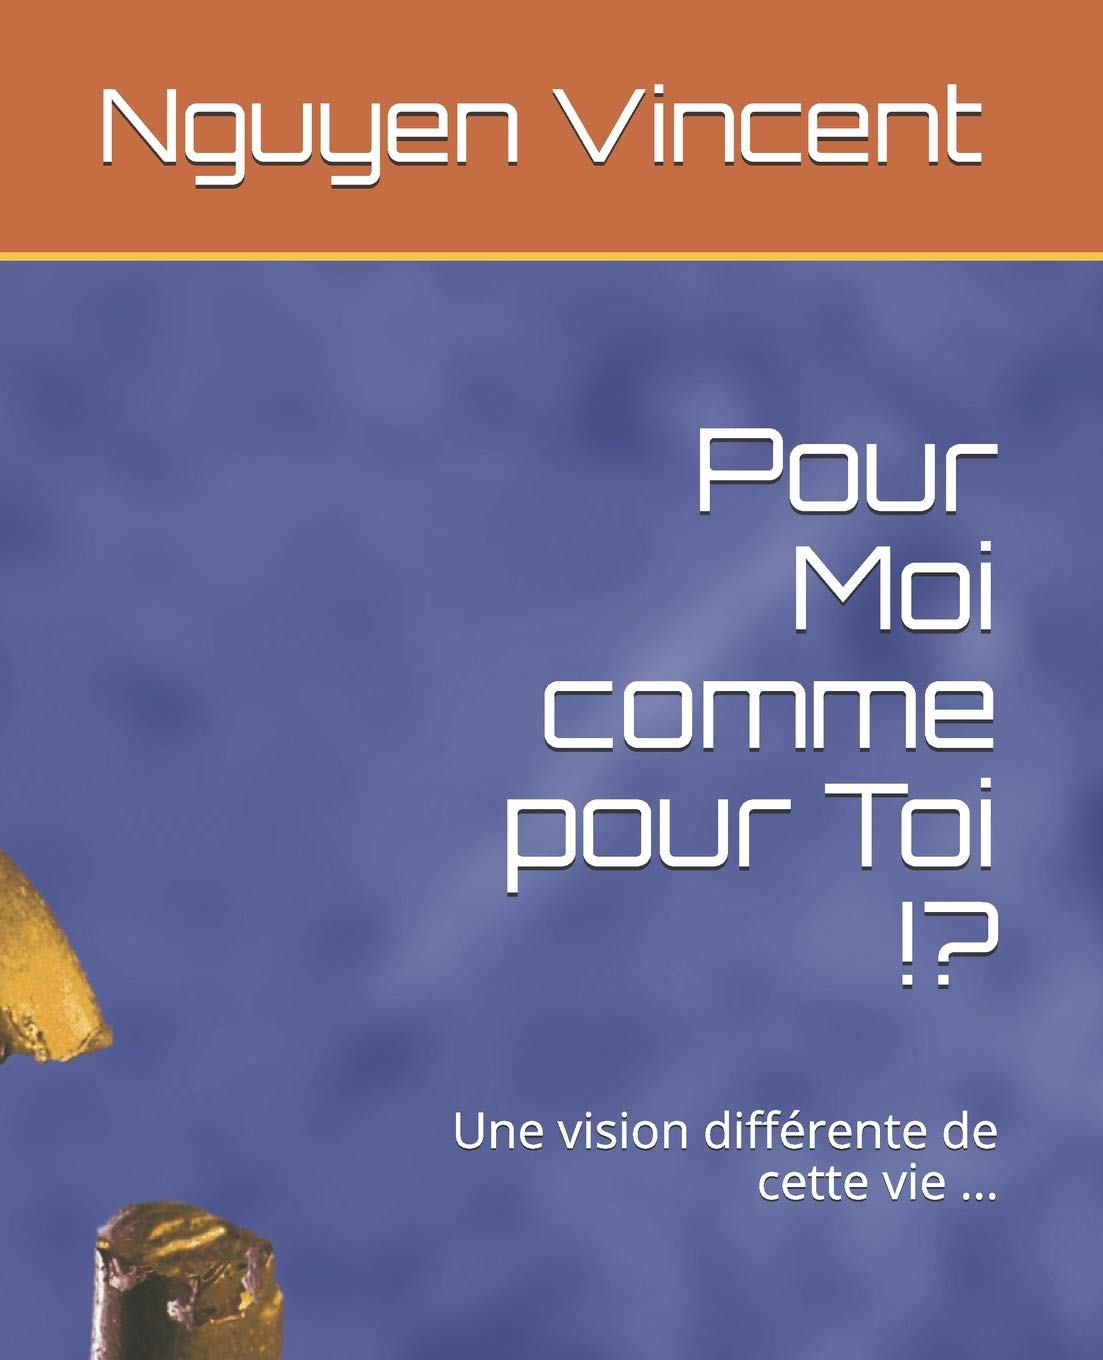 Nguyen Vincent
Pour
Moi
comme
pour Toi
!?
Une vision différente de
cette vie ...